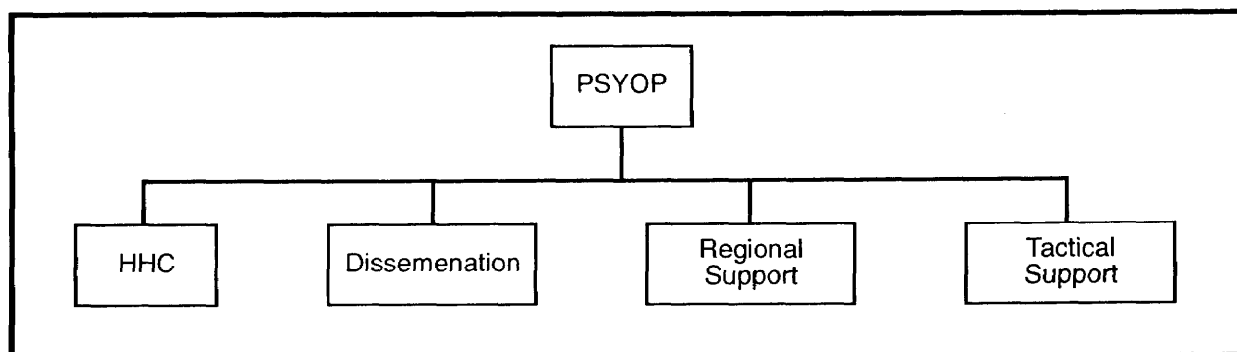 PSYOP
HHC
Dissemenation
Regional
Support
Tactical
Support